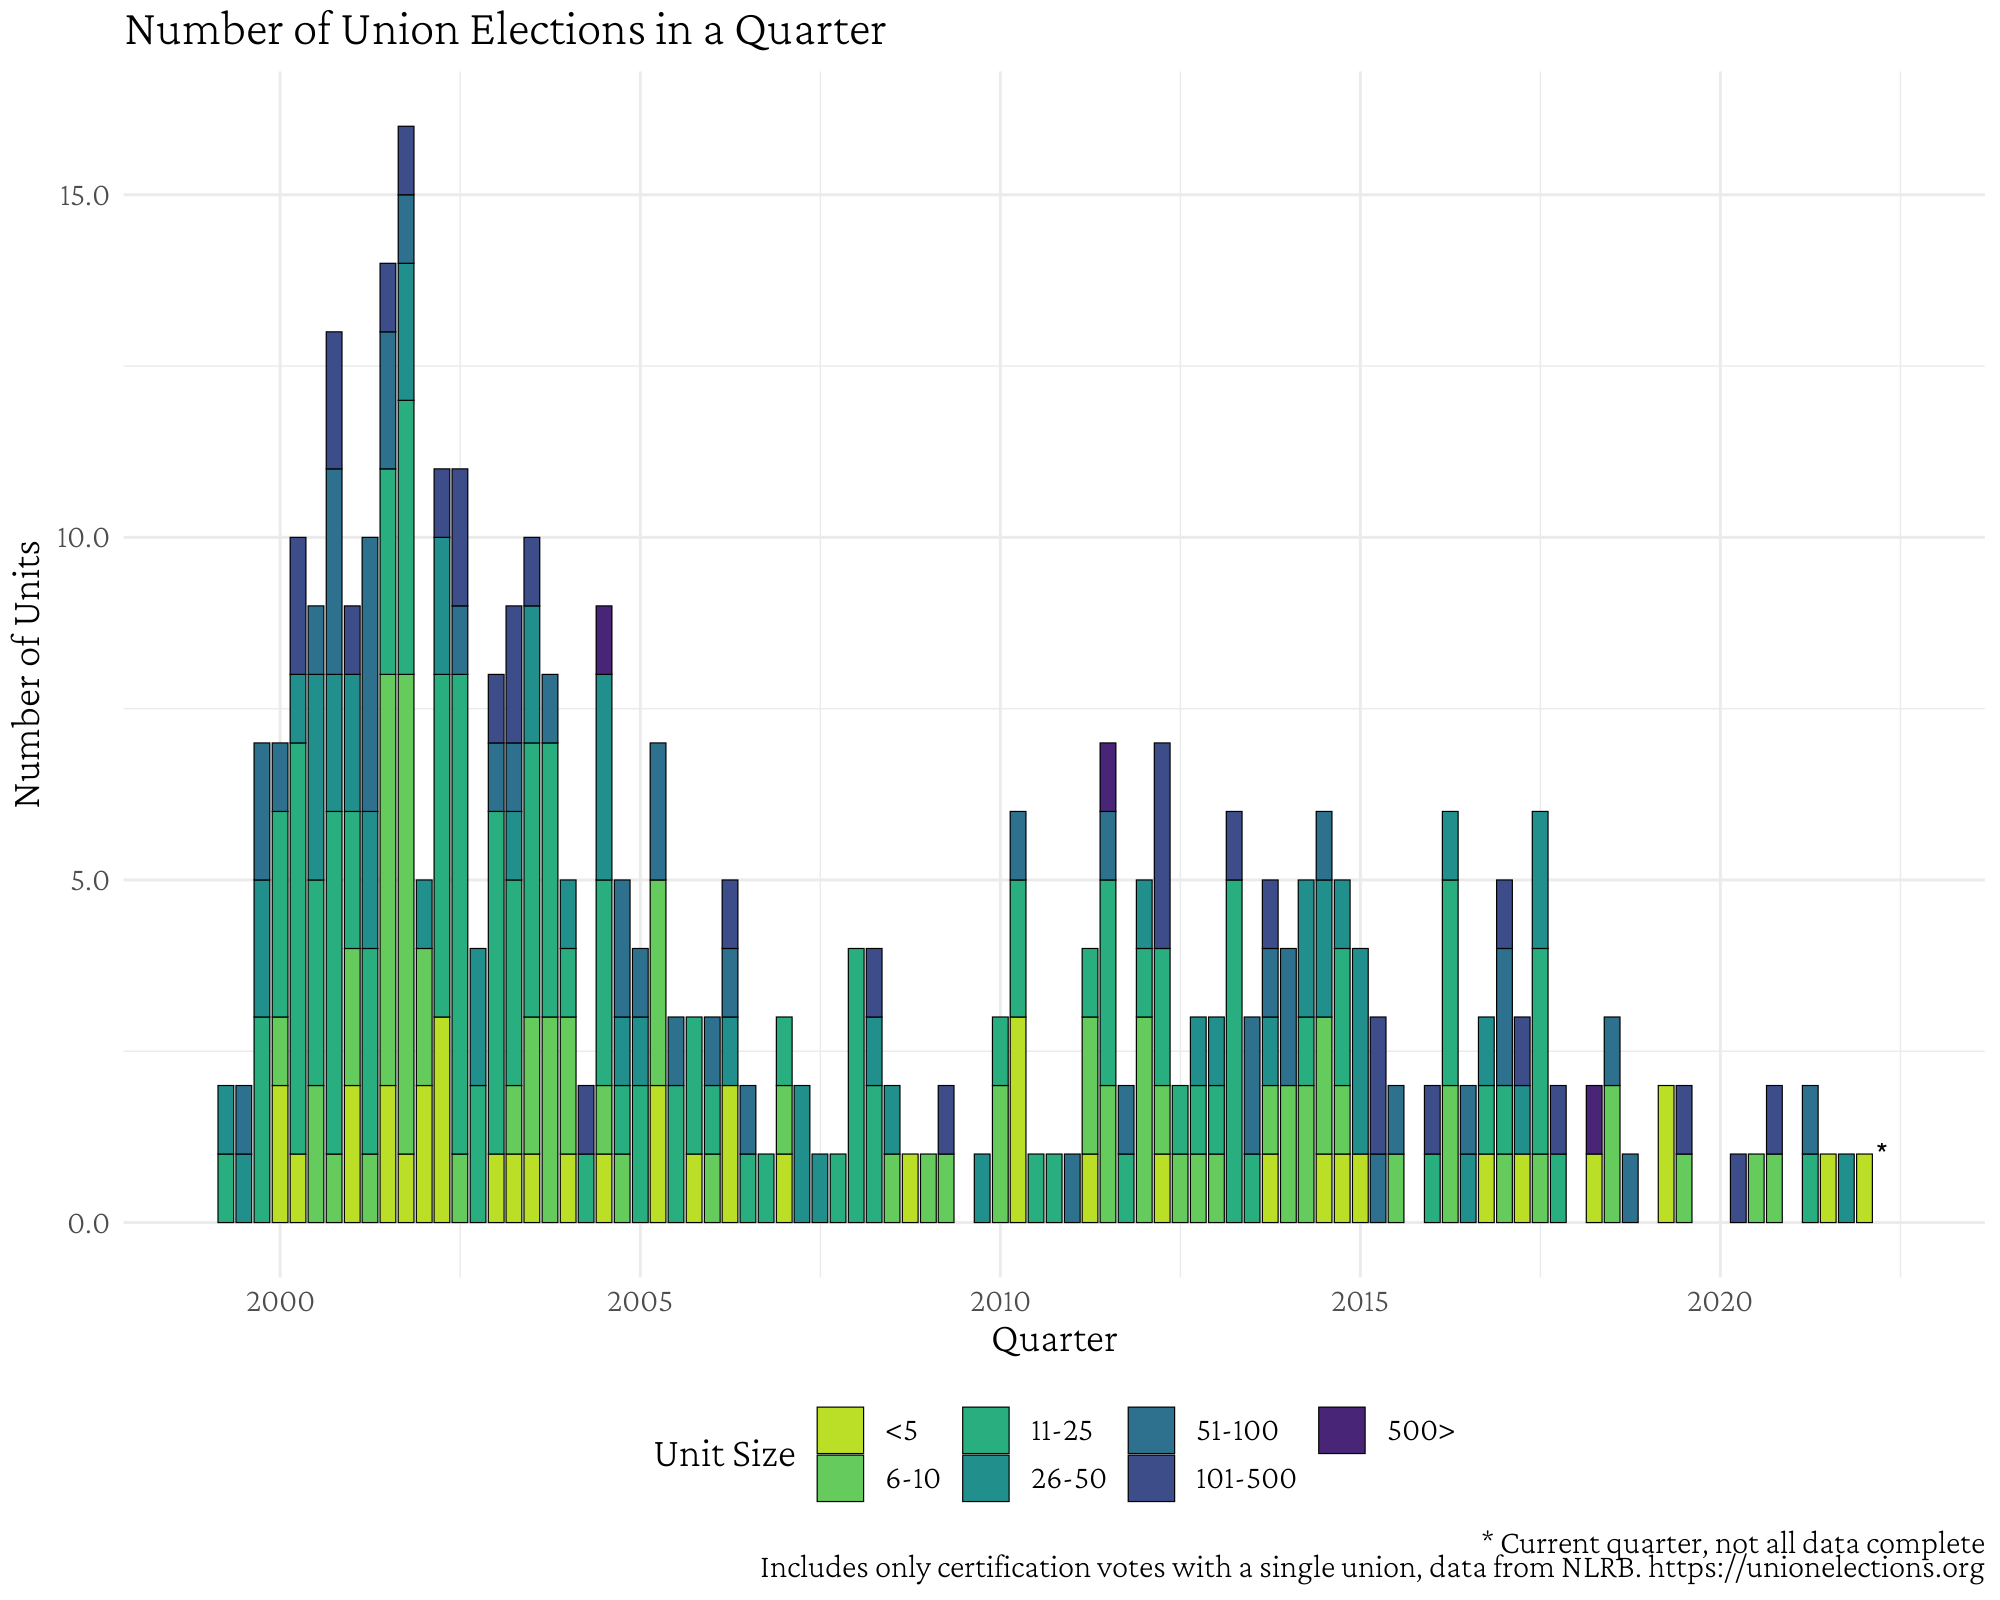 Number of Union Elections in a Quarter
Number of Units
15.0
10.0
5.0
0.0
*
2000 2005 2010 2015 2020
Quarter
Unit Size
<5 11-25 51-100 500>
6-10 26-50 101-500
* Current quarter, not all data complete
Includes only certification votes with a single union, data from NLRB. https://unionelections.org